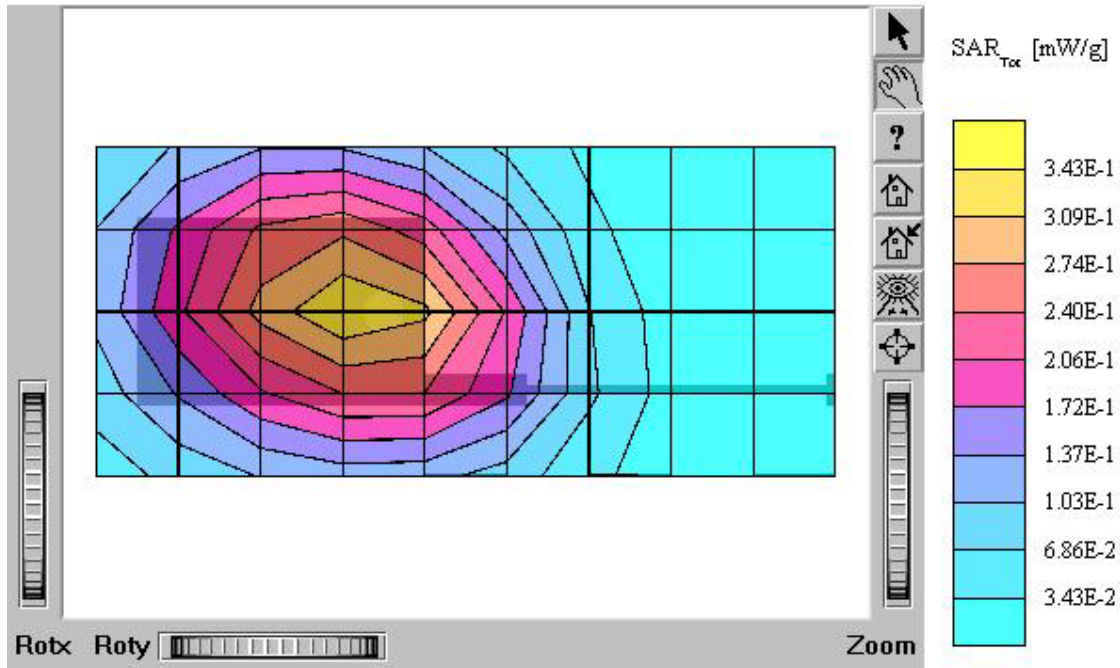 SARTot [mW/g]
?
3.43E-1
3.09E-1
2.74E-1
2.40E-1
2.06E-1
1.72E-1
1.37E-1
1.03E-1
6.86E-2
3.43E-2
Rotx Roty Zoom